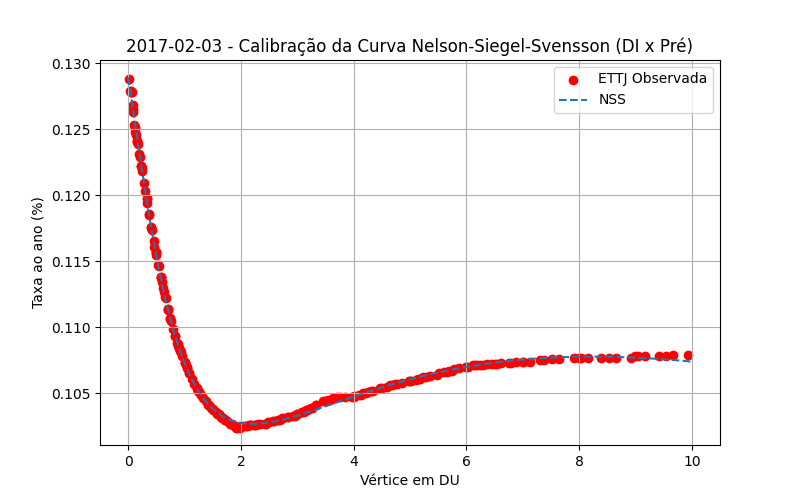 2017-02-03 - Calibração da Curva Nelson-Siegel-Svensson (DI x Pré)
ETTJ Observada
NSS
Taxa ao ano (%)
0.130
0.125
0.120
0.115
0.110
0.105
0 2 4 6 8 10
Vértice em DU